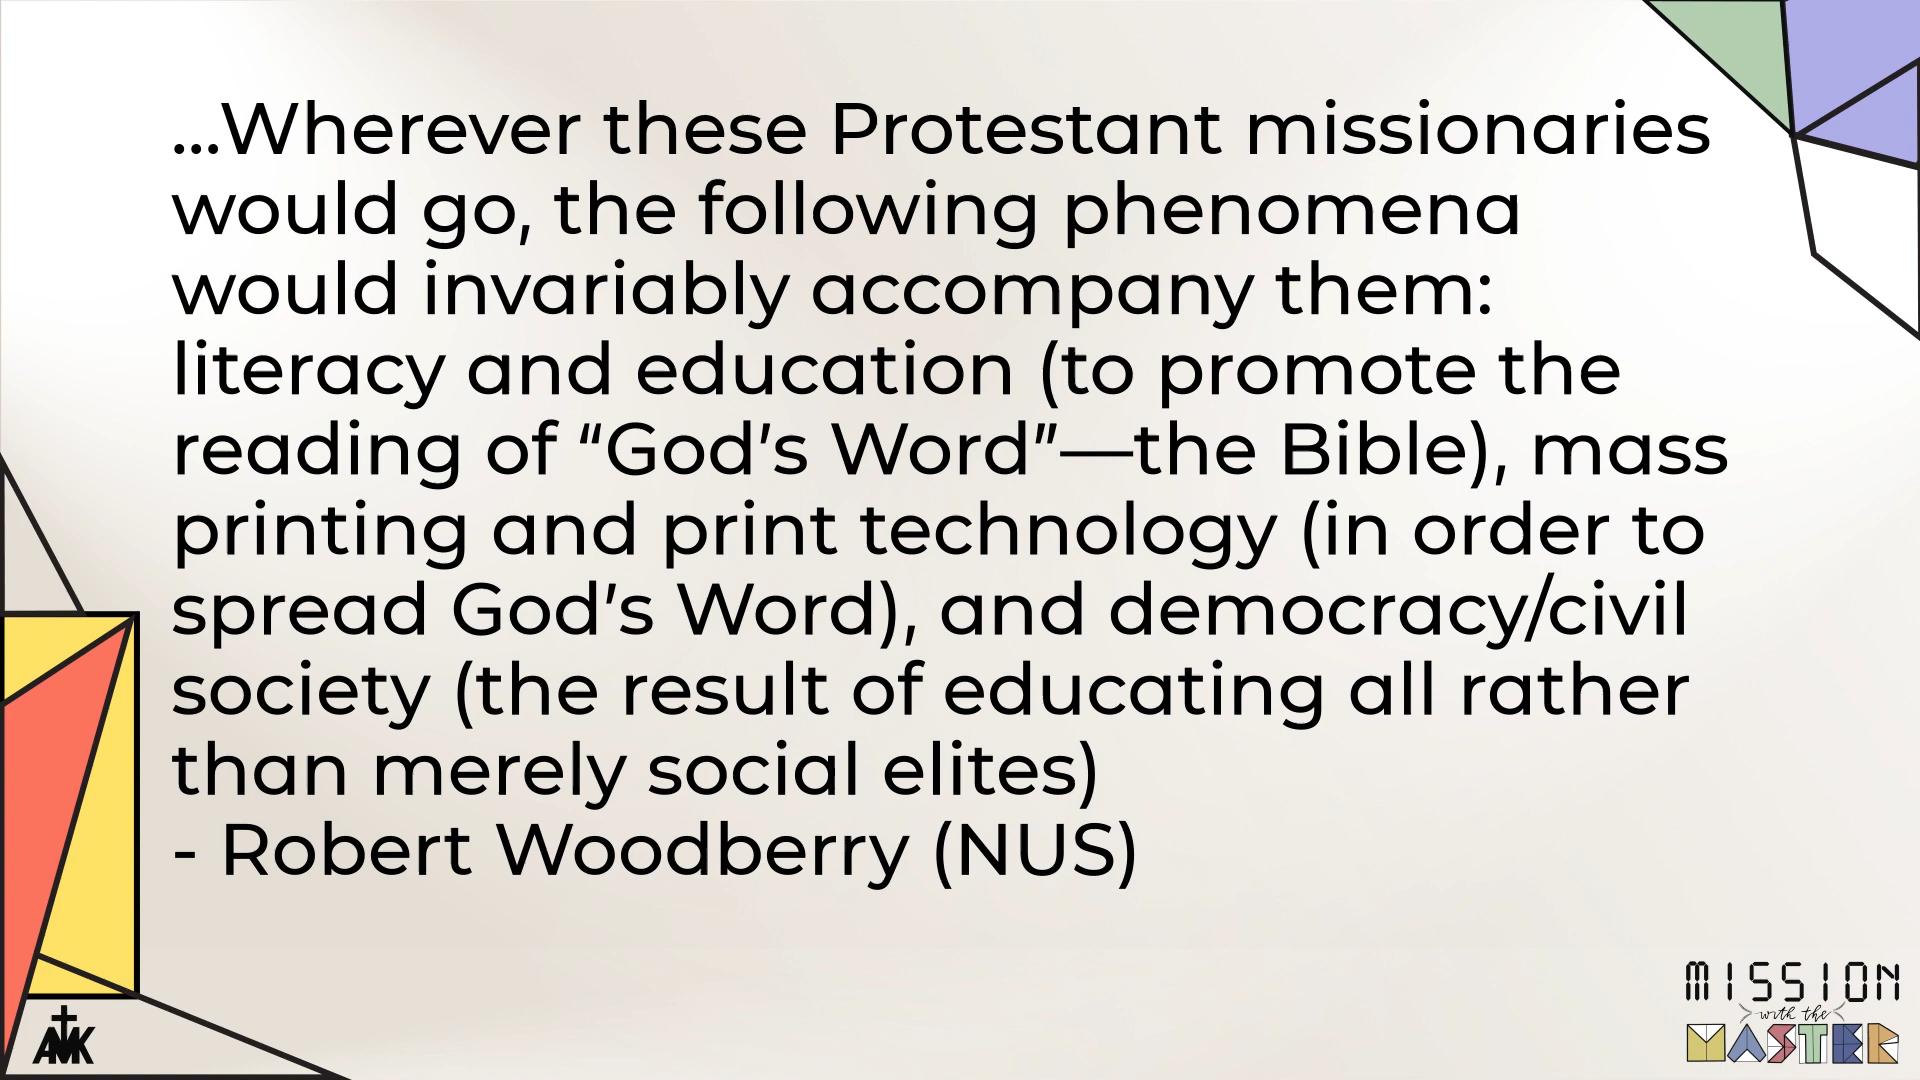 ...Wherever these Protestant missionaries
would go, the following phenomena
would invariably accompany them:
literacy and education (to promote the
reading of “God’s Word”—the Bible), mass
printing and print technology (in order to
spread God’s Word), and democracy/civil
society (the result of educating all rather
than merely social elites)
- Robert Woodberry (NUS)
AMK
MISSION
with the
MASTER